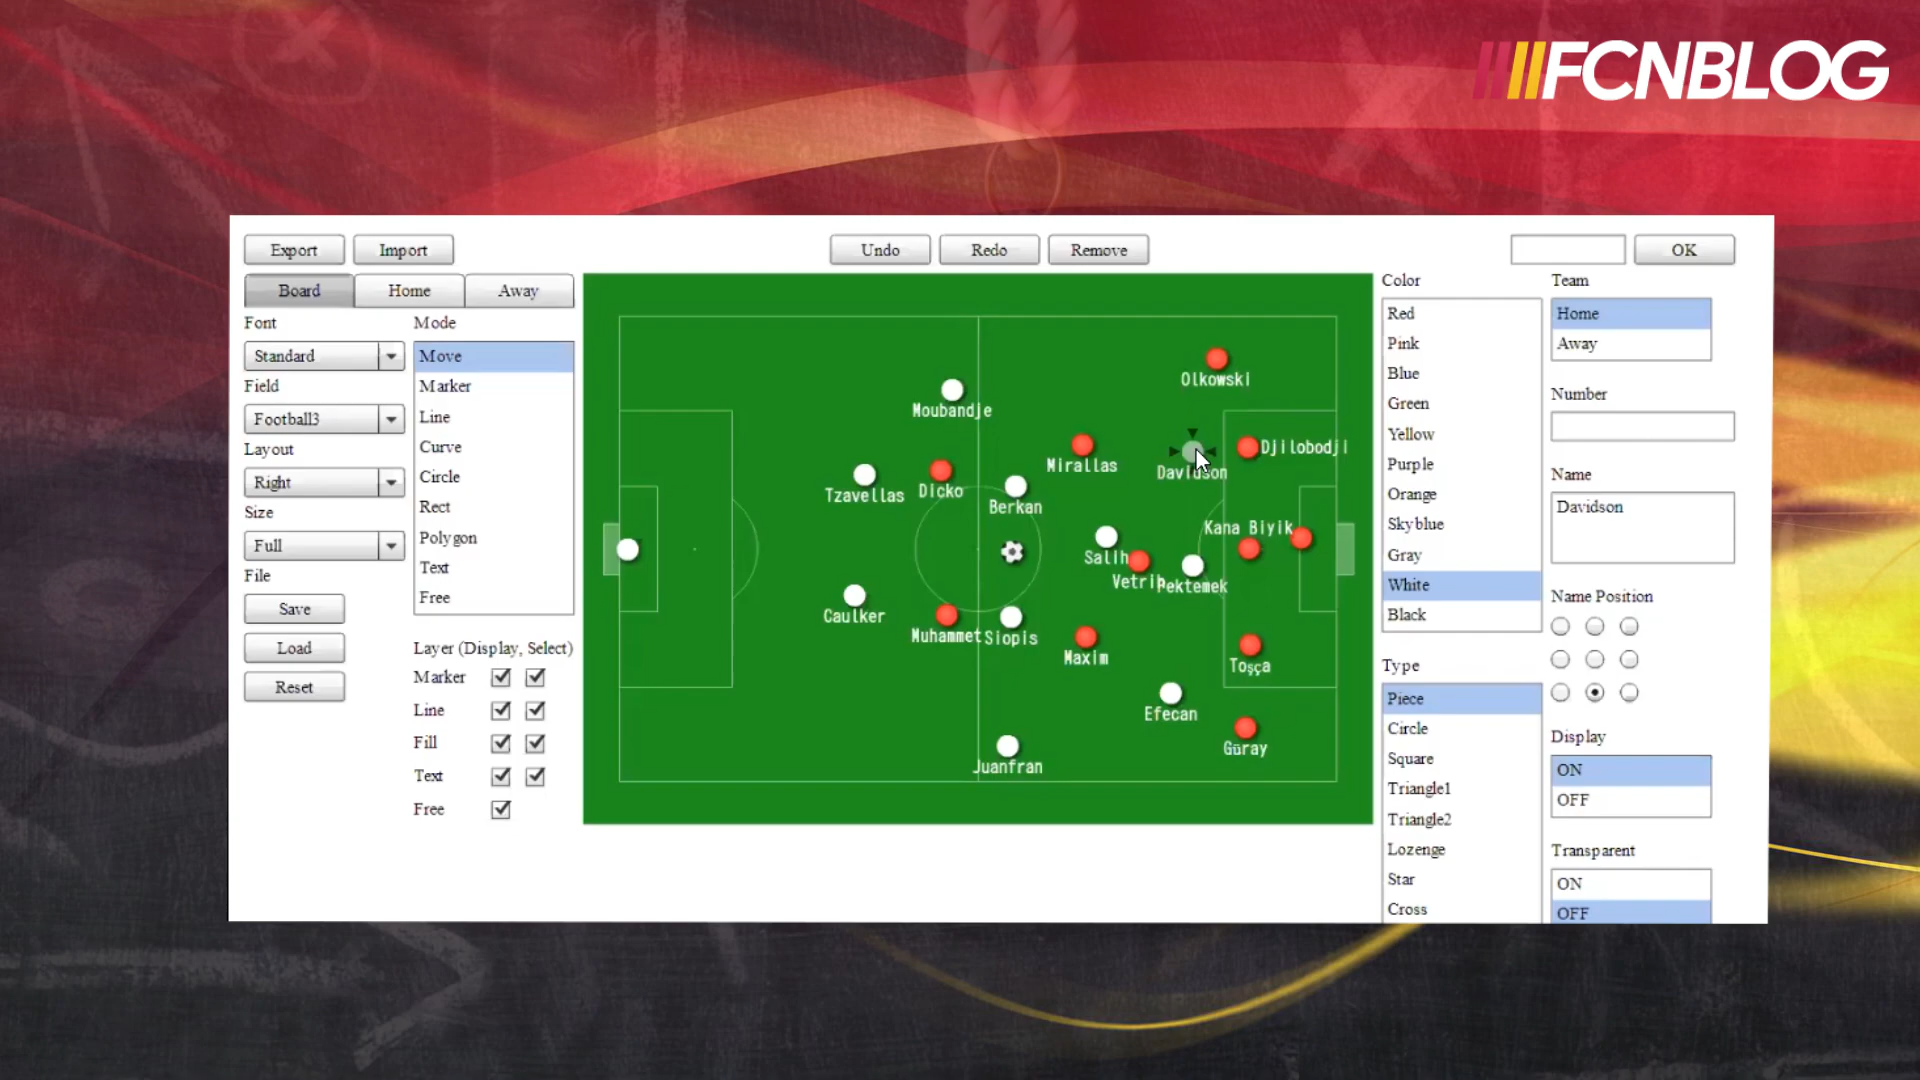 FCNBLOG
Export
Import
Undo
Redo
Remove
OK
Board
Home
Away
Font
Standard
Field
Football3
Layout
Right
Size
Full
File
Save
Load
Reset
Mode
Move
Marker
Line
Curve
Circle
Rect
Polygon
Text
Free
Layer (Display, Select)
Marker
Line
Fill
Text
Free
Olkowski
Moubandje
Mirallas
Djilobodji
Davidson
Tzavellas
Dicko
Berkan
Kana Biyik
Salih
Vetrih
Pektemek
Caulker
Muhammet
Siopis
Maxim
Toşça
Efecan
Güray
Juanfran
Color
Red
Pink
Blue
Green
Yellow
Purple
Orange
Skyblue
Gray
White
Black
Type
Piece
Circle
Square
Triangle1
Triangle2
Lozenge
Star
Cross
Team
Home
Away
Number
Name
Davidson
Name Position
Display
ON
OFF
Transparent
ON
OFF